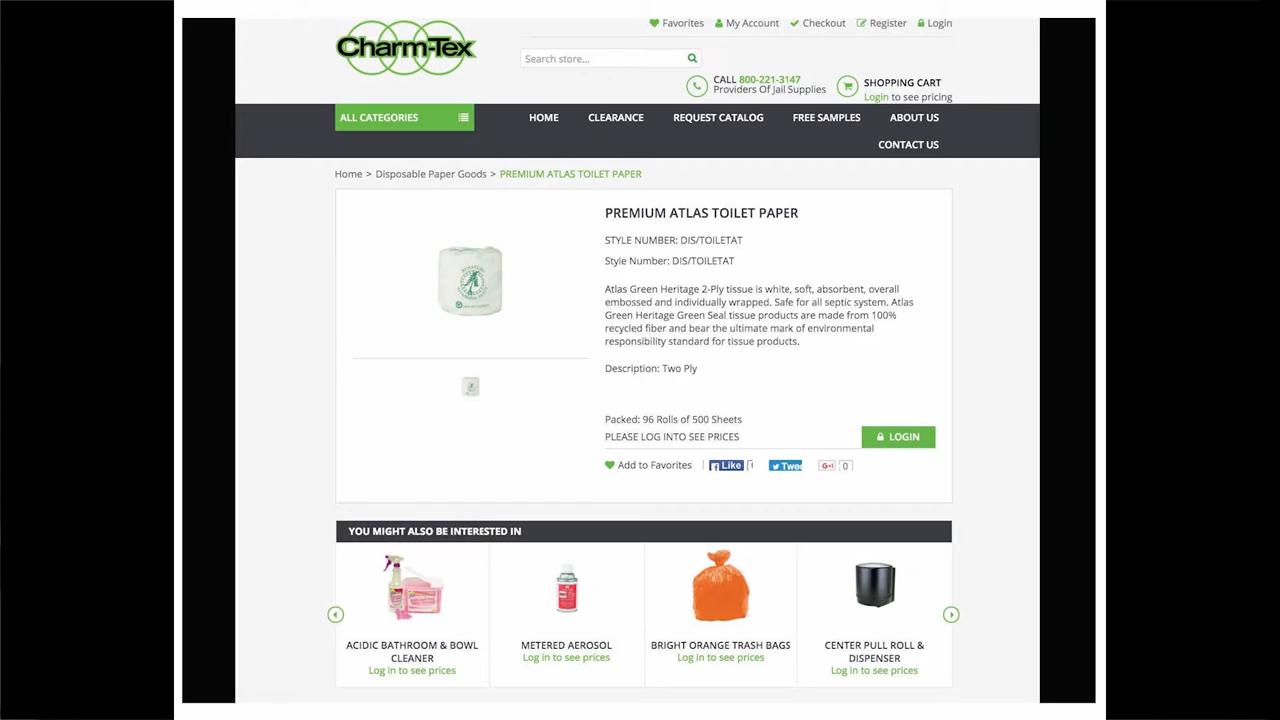 Favorites My Account Checkout Register Login
Charm-Tex
Search store...
CALL 800-221-3147
Providers Of Jail Supplies
SHOPPING CART
Login to see pricing
ALL CATEGORIES
HOME CLEARANCE REQUEST CATALOG FREE SAMPLES ABOUT US
CONTACT US
Home > Disposable Paper Goods > PREMIUM ATLAS TOILET PAPER
PREMIUM ATLAS TOILET PAPER
STYLE NUMBER: DIS/TOILETAT
Style Number: DIS/TOILETAT
Atlas Green Heritage 2-Ply tissue is white, soft, absorbent, overall
embossed and individually wrapped. Safe for all septic system. Atlas
Green Heritage Green Seal tissue products are made from 100%
recycled fiber and bear the ultimate mark of environmental
responsibility standard for tissue products.
Description: Two Ply
Packed: 96 Rolls of 500 Sheets
PLEASE LOG INTO SEE PRICES
LOGIN
Add to Favorites Like Twee G+1 0
YOU MIGHT ALSO BE INTERESTED IN
ACIDIC BATHROOM & BOWL
CLEANER
Log in to see prices
METERED AEROSOL
Log in to see prices
BRIGHT ORANGE TRASH BAGS
Log in to see prices
CENTER PULL ROLL &
DISPENSER
Log in to see prices